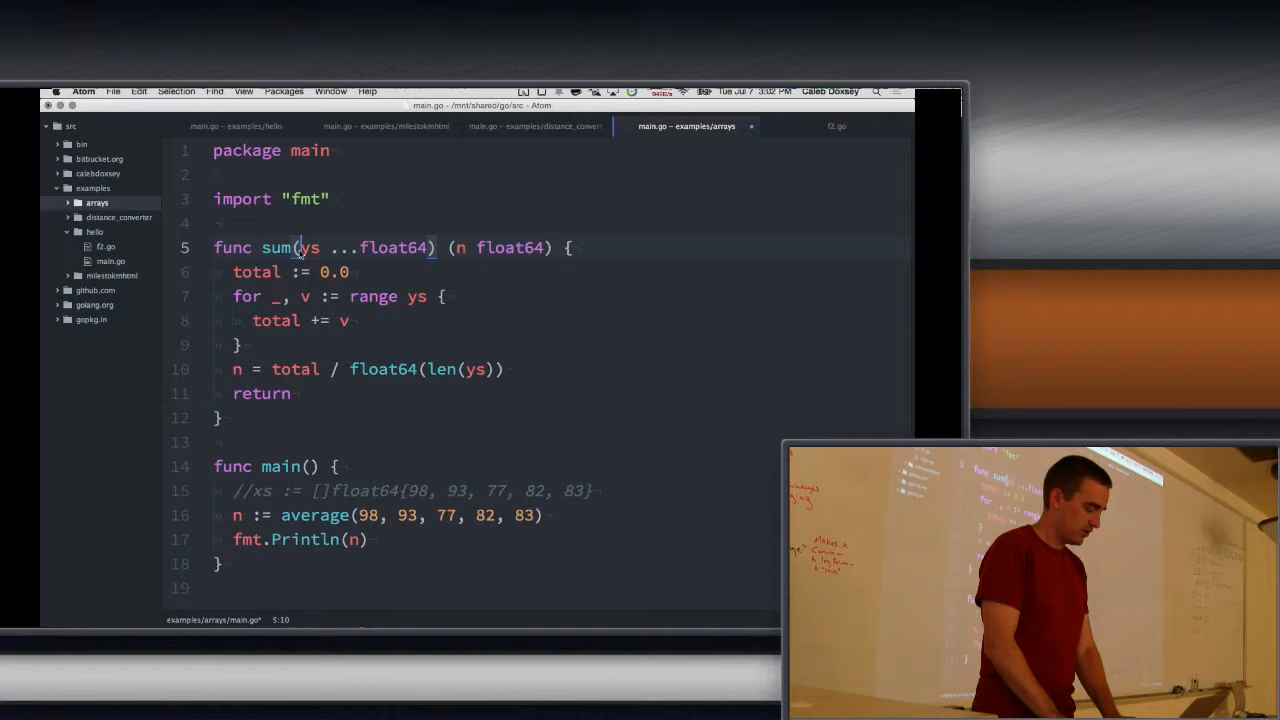 Atom File Edit View Selection Find Packages Window Help
Tue Jul 7 3:02 PM Caleb Doxsey
main.go - /mnt/shared/go/src - Atom
src
main.go - examples/hello
main.go - examples/milestokmhtml
main.go - examples/distance_convert
main.go - examples/arrays
f2.go
bin
bitbucket.org
calebdoxsey
examples
arrays
distance_converter
hello
f2.go
main.go
milestokmhtml
github.com
golang.org
gopkg.in
1 package main
2
3 import "fmt"
4
5 func sum(ys ...float64) (n float64) {
6 total := 0.0
7 for _, v := range ys {
8 total += v
9 }
10 n = total / float64(len(ys))
11 return
12 }
13
14 func main() {
15 //xs := []float64{98, 93, 77, 82, 83}
16 n := average(98, 93, 77, 82, 83)
17 fmt.Println(n)
18 }
19
examples/arrays/main.go* 5:10
MAKES A